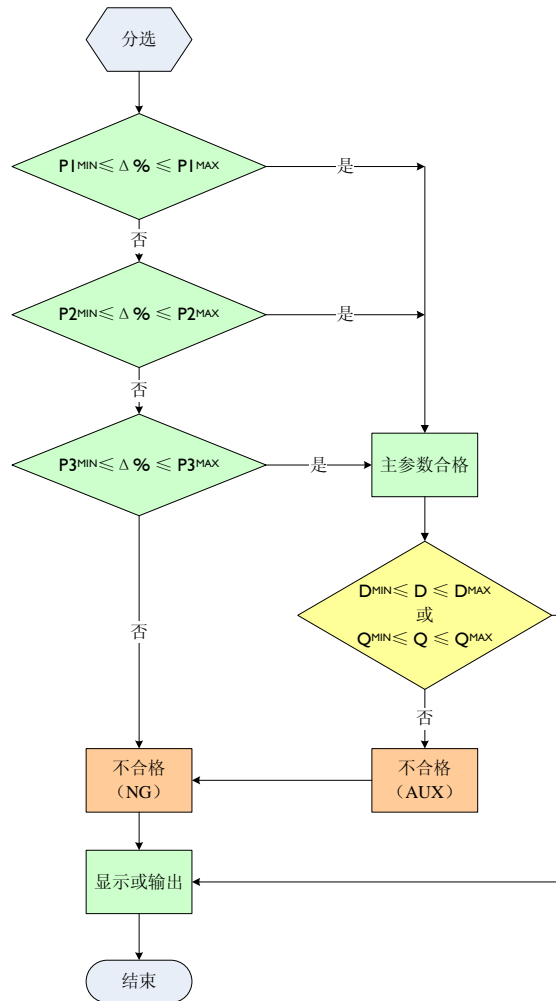 分选
P1MIN≤ Δ % ≤ P1MAX
是
否
P2MIN≤ Δ % ≤ P2MAX
是
否
P3MIN≤ Δ % ≤ P3MAX
是
主参数合格
DMIN≤ D ≤ DMAX
或
QMIN≤ Q ≤ QMAX
否
否
不合格
（NG）
不合格
（AUX）
显示或输出
结束